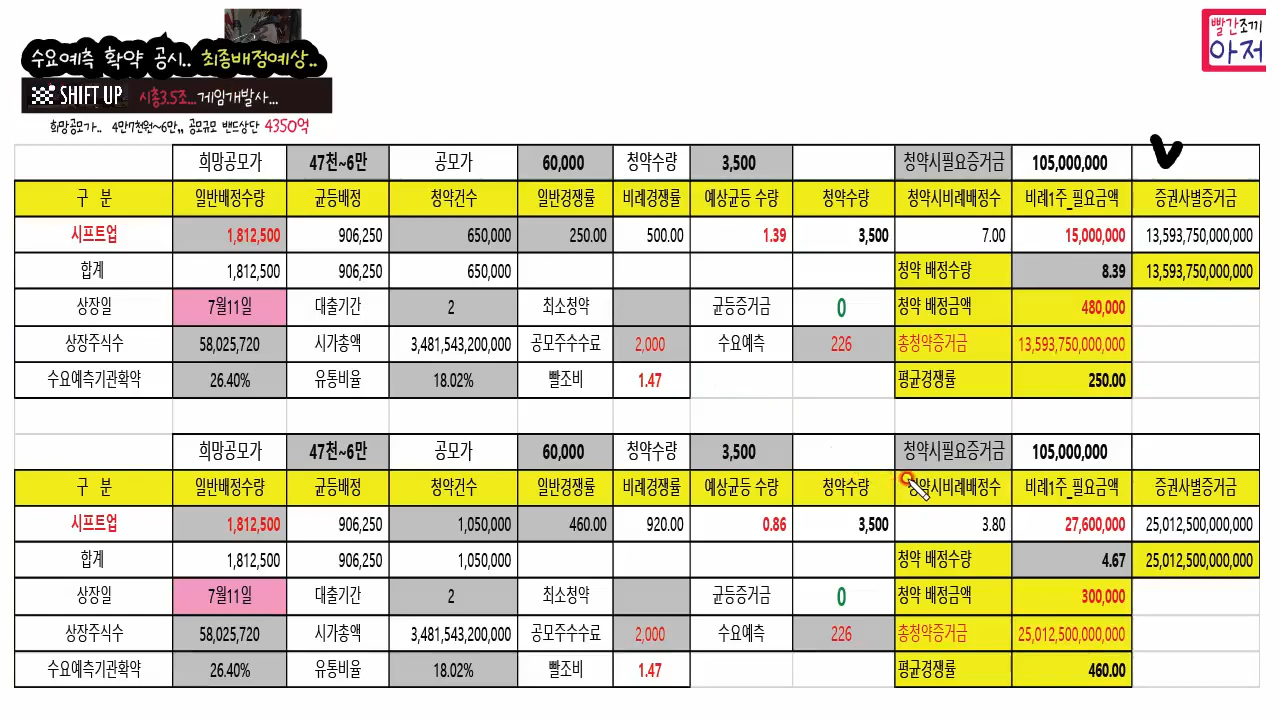 수요예측 확약 공시.. 최종배정예상..
빨간조끼
아저
SHIFT UP 시총3.5조...게임개발사...
희망공모가.. 4만7천원~6만,, 공모규모 밴드상단 4350억
희망공모가 47천~6만 공모가 60,000 청약수량 3,500 청약시필요증거금 105,000,000
구 분 일반배정수량 균등배정 청약건수 일반경쟁률 비례경쟁률 예상균등 수량 청약수량 청약시비례배정수 비례1주_필요금액 증권사별증거금
시프트업 1,812,500 906,250 650,000 250.00 500.00 1.39 3,500 7.00 15,000,000 13,593,750,000,000
합계 1,812,500 906,250 650,000 청약 배정수량 8.39 13,593,750,000,000
상장일 7월11일 대출기간 2 최소청약 균등증거금 0 청약 배정금액 480,000
상장주식수 58,025,720 시가총액 3,481,543,200,000 공모주수수료 2,000 수요예측 226 총청약증거금 13,593,750,000,000
수요예측기관확약 26.40% 유통비율 18.02% 빨조비 1.47 평균경쟁률 250.00
희망공모가 47천~6만 공모가 60,000 청약수량 3,500 청약시필요증거금 105,000,000
구 분 일반배정수량 균등배정 청약건수 일반경쟁률 비례경쟁률 예상균등 수량 청약수량 청약시비례배정수 비례1주_필요금액 증권사별증거금
시프트업 1,812,500 906,250 1,050,000 460.00 920.00 0.86 3,500 3.80 27,600,000 25,012,500,000,000
합계 1,812,500 906,250 1,050,000 청약 배정수량 4.67 25,012,500,000,000
상장일 7월11일 대출기간 2 최소청약 균등증거금 0 청약 배정금액 300,000
상장주식수 58,025,720 시가총액 3,481,543,200,000 공모주수수료 2,000 수요예측 226 총청약증거금 25,012,500,000,000
수요예측기관확약 26.40% 유통비율 18.02% 빨조비 1.47 평균경쟁률 460.00